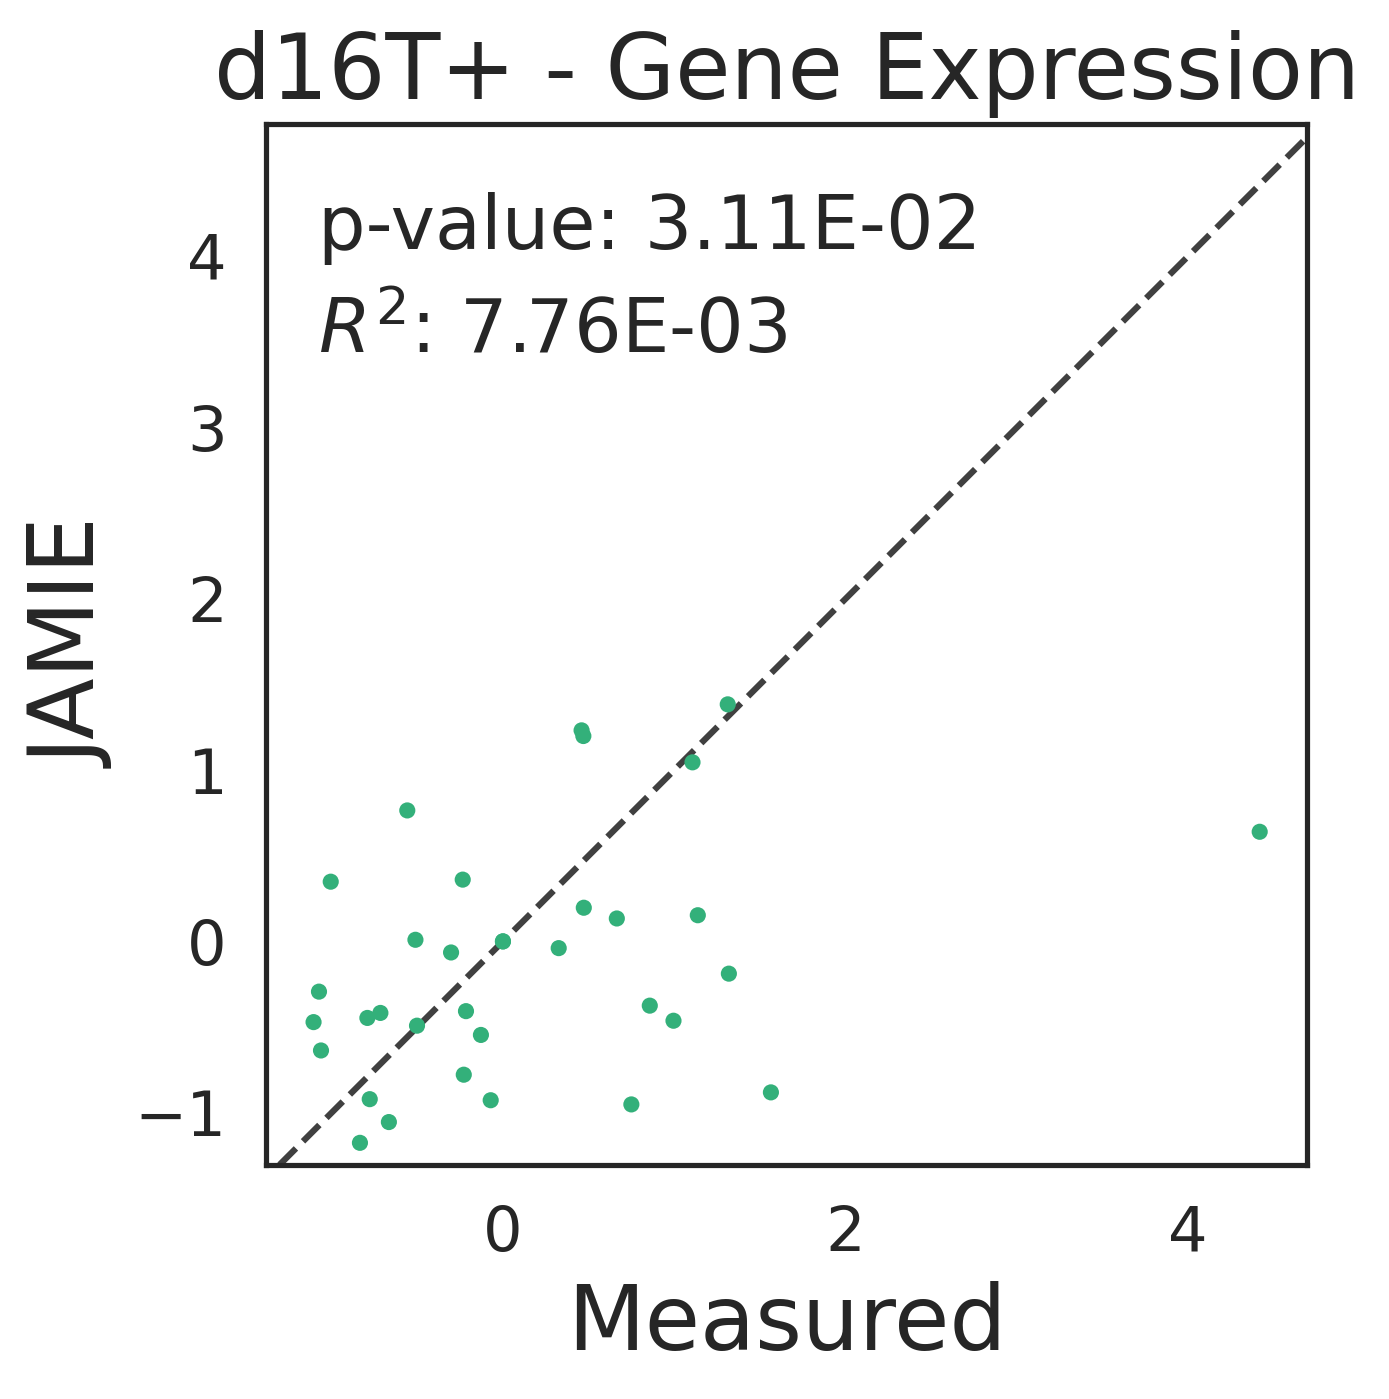 d16T+ - Gene Expression
p-value: 3.11E-02
R²: 7.76E-03
JAMIE
4
3
2
1
0
−1
0 2 4
Measured